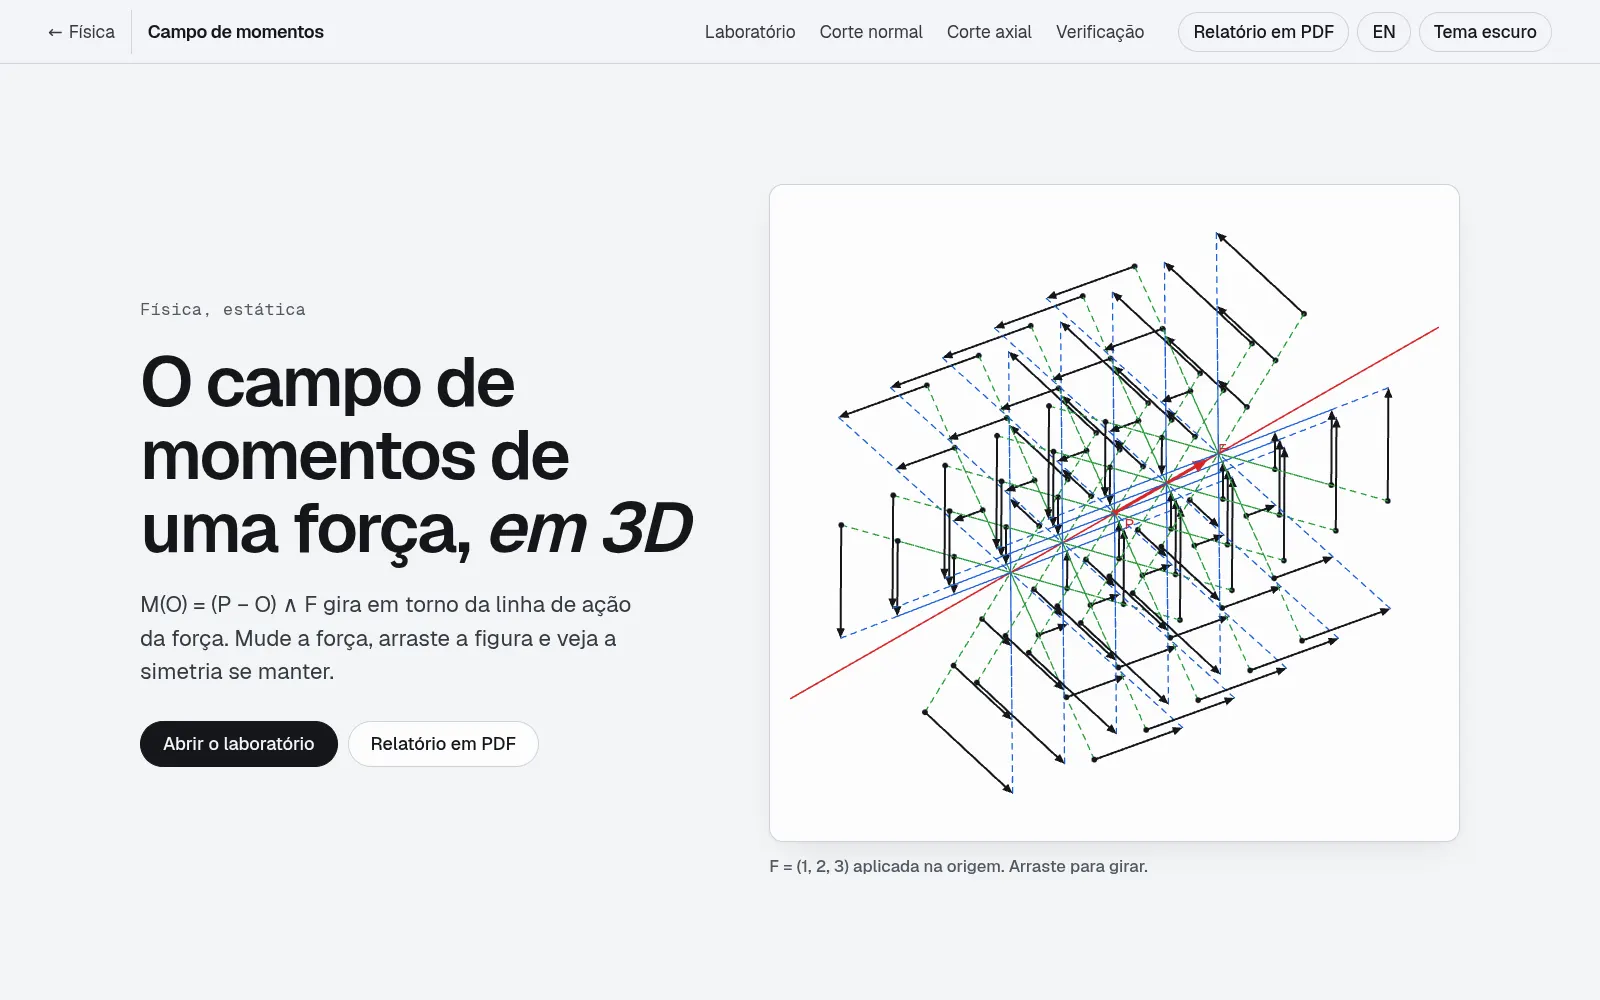 ← Física
Campo de momentos
Laboratório
Corte normal
Corte axial
Verificação
Relatório em PDF
EN
Tema escuro
Física, estática
O campo de
momentos de
uma força, em 3D
M(O) = (P − O) ∧ F gira em torno da linha de ação
da força. Mude a força, arraste a figura e veja a
simetria se manter.
Abrir o laboratório
Relatório em PDF
F
P
F = (1, 2, 3) aplicada na origem. Arraste para girar.